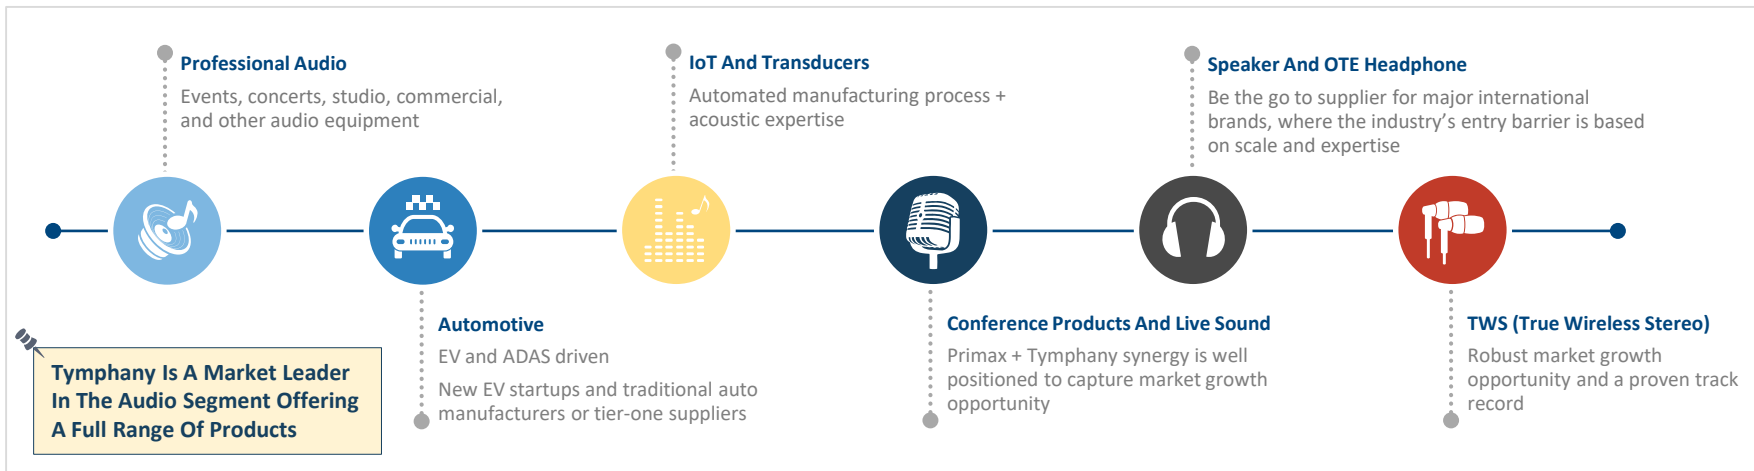 Professional Audio
Events, concerts, studio, commercial,
and other audio equipment
IoT And Transducers
Automated manufacturing process +
acoustic expertise
Speaker And OTE Headphone
Be the go to supplier for major international
brands, where the industry’s entry barrier is based
on scale and expertise
Automotive
EV and ADAS driven
New EV startups and traditional auto
manufacturers or tier-one suppliers
Conference Products And Live Sound
Primax + Tymphany synergy is well
positioned to capture market growth
opportunity
TWS (True Wireless Stereo)
Robust market growth
opportunity and a proven track
record
Tymphany Is A Market Leader
In The Audio Segment Offering
A Full Range Of Products